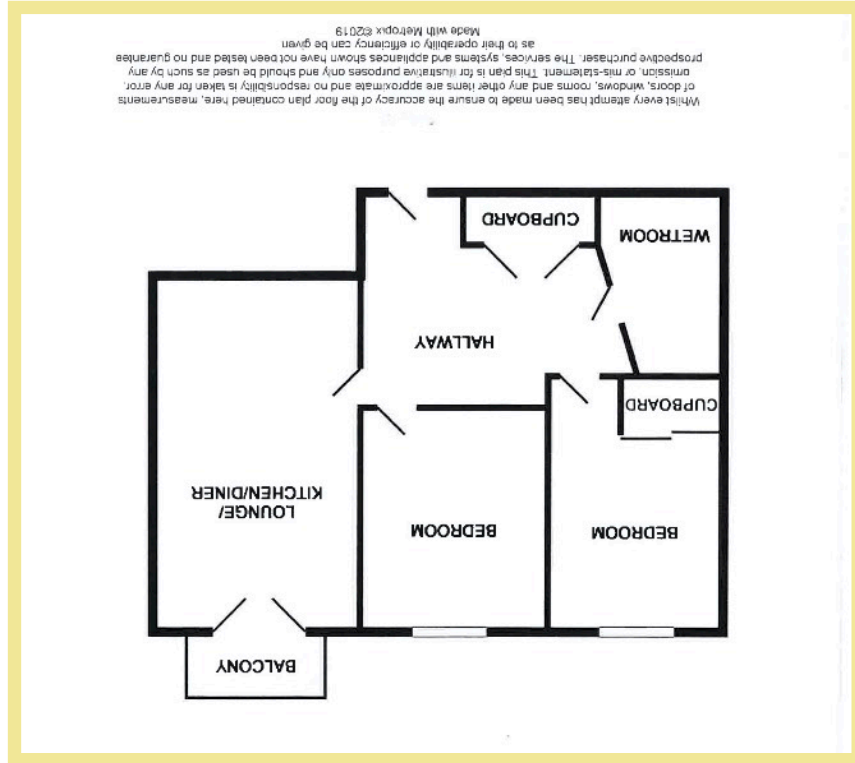 BALCONY
BEDROOM
BEDROOM
LOUNGE/
KITCHEN/DINER
CUPBOARD
HALLWAY
WETROOM
CUPBOARD
Whilst every attempt has been made to ensure the accuracy of the floor plan contained here, measurements
of doors, windows, rooms and any other items are approximate and no responsibility is taken for any error,
omission, or mis-statement. This plan is for illustrative purposes only and should be used as such by any
prospective purchaser. The services, systems and appliances shown have not been tested and no guarantee
as to their operability or efficiency can be given
Made with Metropix ©2019